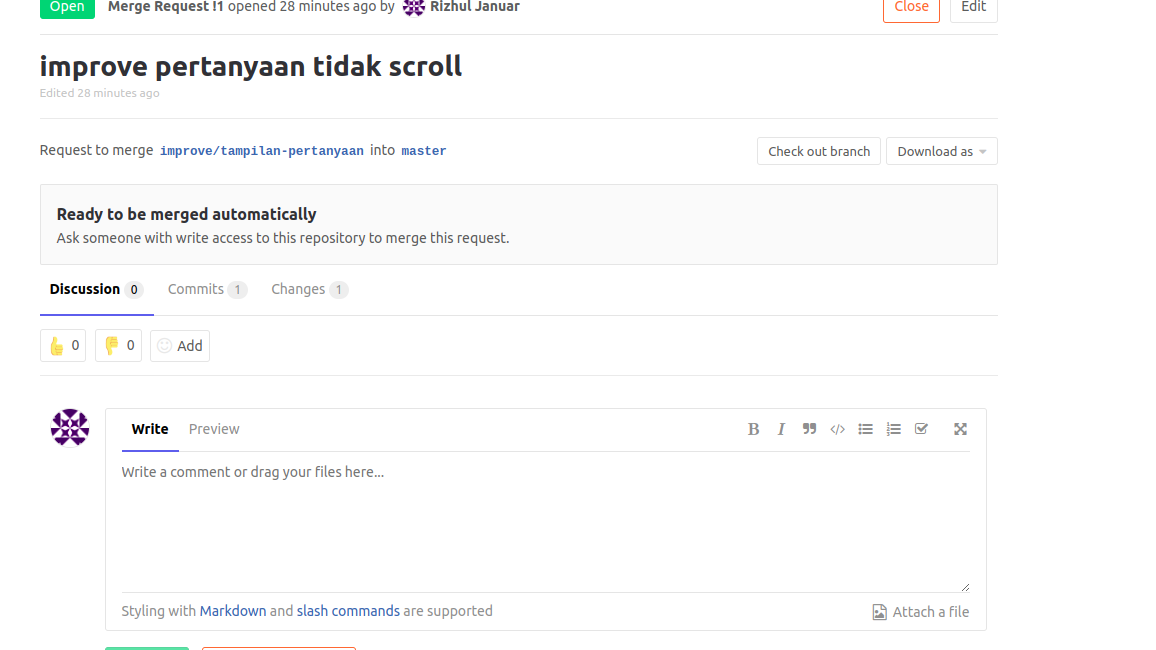 Open Merge Request !1 opened 28 minutes ago by Rizhul Januar Close Edit
improve pertanyaan tidak scroll
Edited 28 minutes ago
Request to merge improve/tampilan-pertanyaan into master Check out branch Download as
Ready to be merged automatically
Ask someone with write access to this repository to merge this request.
Discussion 0 Commits 1 Changes 1
0 0 Add
Write Preview B I
Write a comment or drag your files here...
Styling with Markdown and slash commands are supported Attach a file